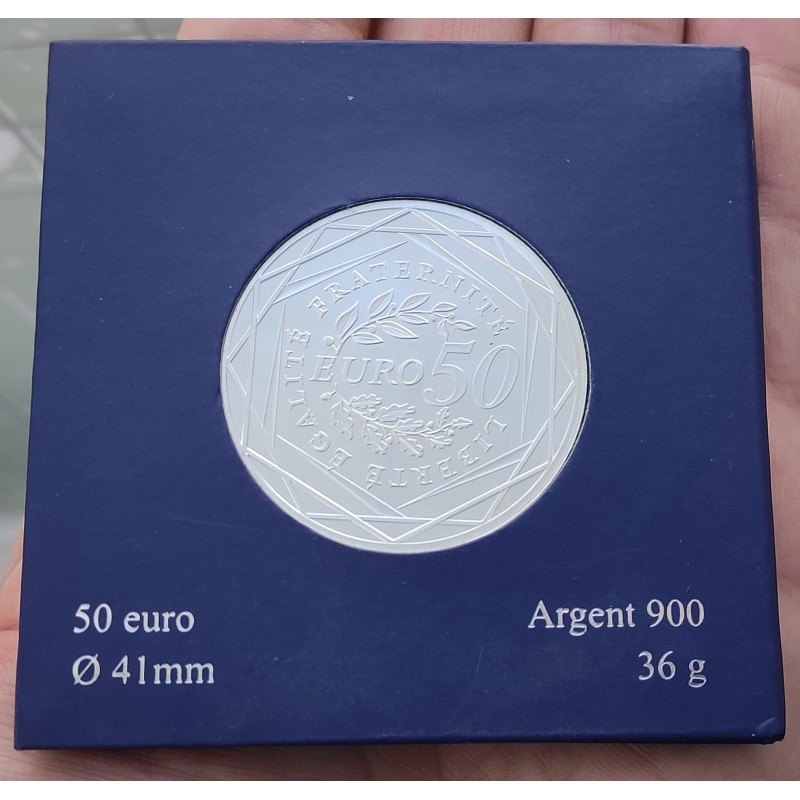 LIBERTÉ ÉGALITÉ FRATERNITÉ
EURO 50
50 euro
Ø 41mm
Argent 900
36 g